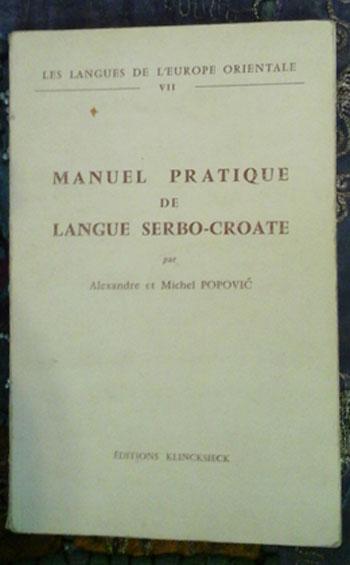 LES LANGUES DE L'EUROPE ORIENTALE
VII
MANUEL PRATIQUE
DE
LANGUE SERBO-CROATE
par
Alexandre et Michel POPOVIĆ
ÉDITIONS KLINCKSIECK